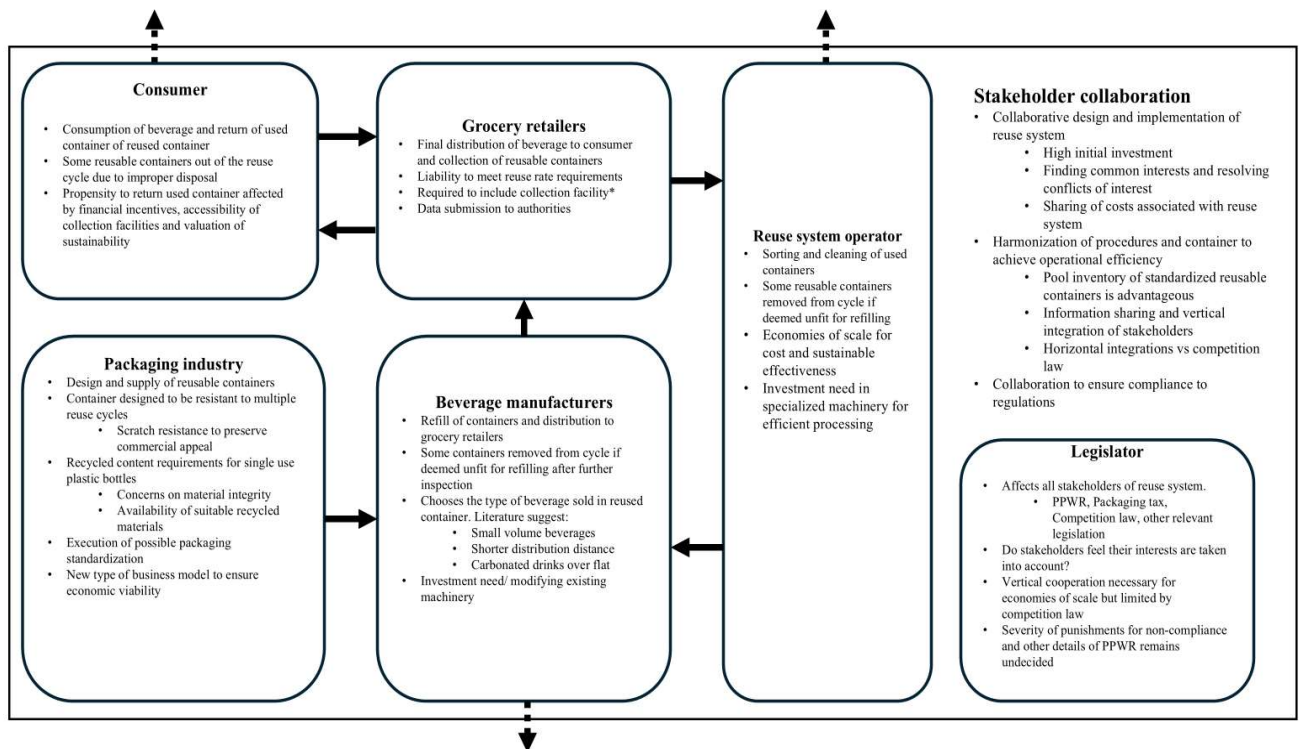 Consumer
• Consumption of beverage and return of used
container of reused container
• Some reusable containers out of the reuse
cycle due to improper disposal
• Propensity to return used container affected
by financial incentives, accessibility of
collection facilities and valuation of
sustainability
Grocery retailers
• Final distribution of beverage to consumer
and collection of reusable containers
• Liability to meet reuse rate requirements
• Required to include collection facility*
• Data submission to authorities
Reuse system operator
• Sorting and cleaning of used
containers
• Some reusable containers
removed from cycle if
deemed unfit for refilling
• Economies of scale for
cost and sustainable
effectiveness
• Investment need in
specialized machinery for
efficient processing
Packaging industry
• Design and supply of reusable containers
• Container designed to be resistant to multiple
reuse cycles
• Scratch resistance to preserve
commercial appeal
• Recycled content requirements for single use
plastic bottles
• Concerns on material integrity
• Availability of suitable recycled
materials
• Execution of possible packaging
standardization
• New type of business model to ensure
economic viability
Beverage manufacturers
• Refill of containers and distribution to
grocery retailers
• Some containers removed from cycle if
deemed unfit for refilling after further
inspection
• Chooses the type of beverage sold in reused
container. Literature suggest:
• Small volume beverages
• Shorter distribution distance
• Carbonated drinks over flat
• Investment need/ modifying existing
machinery
Stakeholder collaboration
• Collaborative design and implementation of
reuse system
• High initial investment
• Finding common interests and resolving
conflicts of interest
• Sharing of costs associated with reuse
system
• Harmonization of procedures and container to
achieve operational efficiency
• Pool inventory of standardized reusable
containers is advantageous
• Information sharing and vertical
integration of stakeholders
• Horizontal integrations vs competition
law
• Collaboration to ensure compliance to
regulations
Legislator
• Affects all stakeholders of reuse system.
• PPWR, Packaging tax,
Competition law, other relevant
legislation
• Do stakeholders feel their interests are taken
into account?
• Vertical cooperation necessary for
economies of scale but limited by
competition law
• Severity of punishments for non-compliance
and other details of PPWR remains
undecided